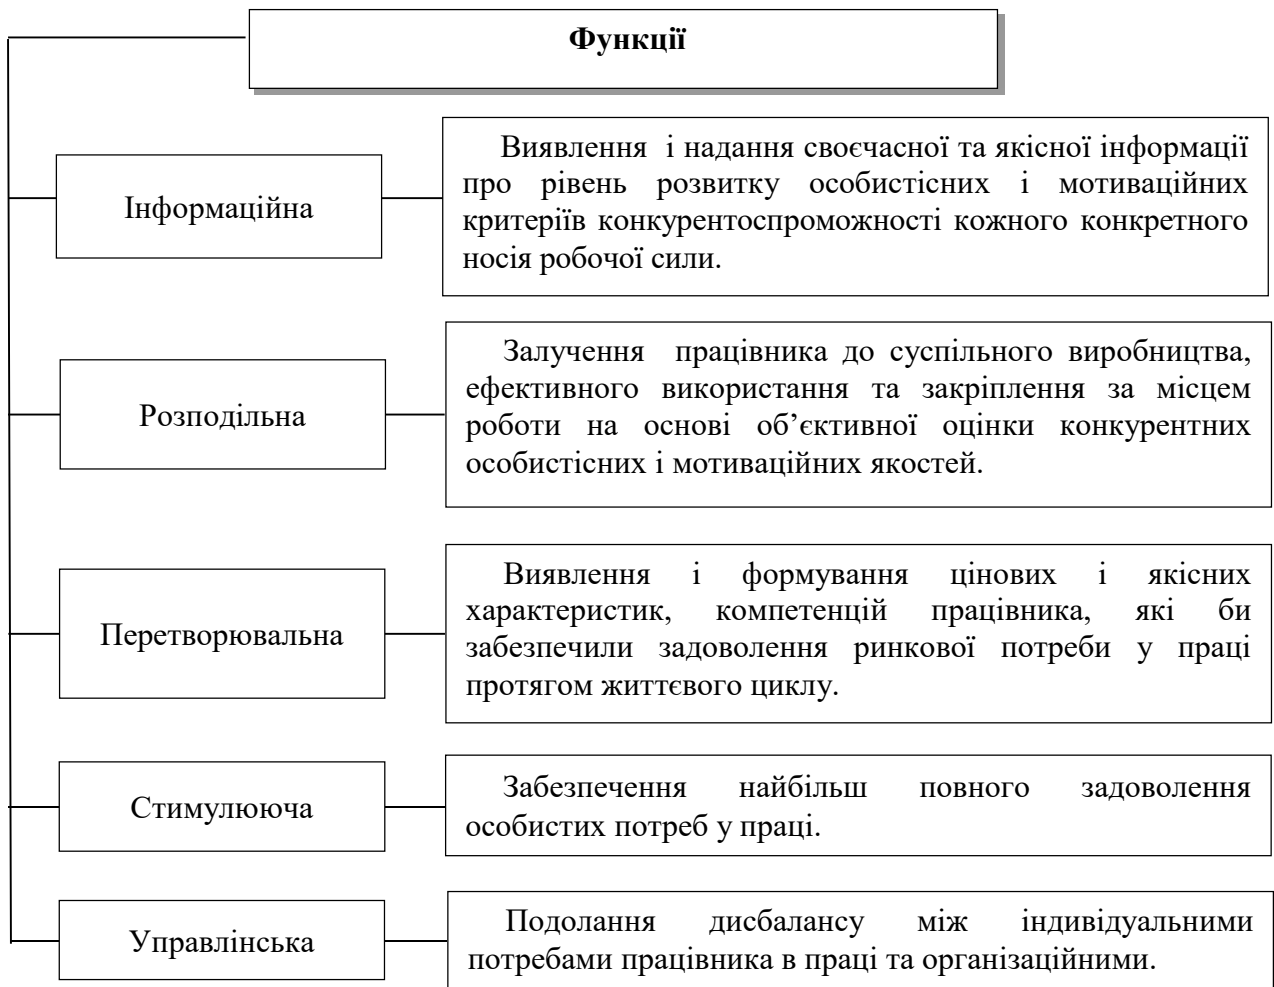 Функції
Інформаційна
Виявлення і надання своєчасної та якісної інформації
про рівень розвитку особистісних і мотиваційних
критеріїв конкурентоспроможності кожного конкретного
носія робочої сили.
Розподільна
Залучення працівника до суспільного виробництва,
ефективного використання та закріплення за місцем
роботи на основі об’єктивної оцінки конкурентних
особистісних і мотиваційних якостей.
Перетворювальна
Виявлення і формування цінових і якісних
характеристик, компетенцій працівника, які би
забезпечили задоволення ринкової потреби у праці
протягом життєвого циклу.
Стимулююча
Забезпечення найбільш повного задоволення
особистих потреб у праці.
Управлінська
Подолання дисбалансу між індивідуальними
потребами працівника в праці та організаційними.